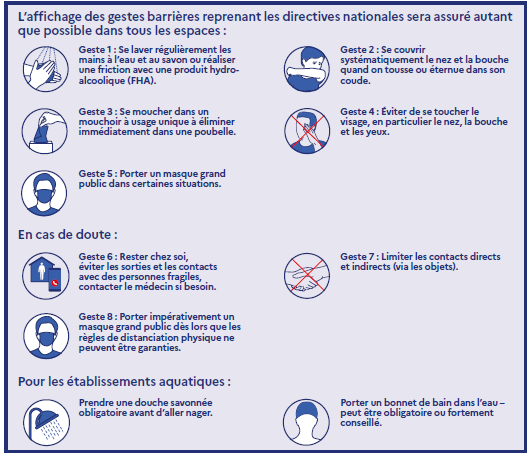 L’affichage des gestes barrières reprenant les directives nationales sera assuré autant
que possible dans tous les espaces :
Geste 1 : Se laver régulièrement les
mains à l’eau et au savon ou réaliser
une friction avec une produit hydro-
alcoolique (FHA).
Geste 2 : Se couvrir
systématiquement le nez et la bouche
quand on tousse ou éternue dans son
coude.
Geste 3 : Se moucher dans un
mouchoir à usage unique à éliminer
immédiatement dans une poubelle.
Geste 4 : Éviter de se toucher le
visage, en particulier le nez, la bouche
et les yeux.
Geste 5 : Porter un masque grand
public dans certaines situations.
En cas de doute :
Geste 6 : Rester chez soi,
éviter les sorties et les contacts
avec des personnes fragiles,
contacter le médecin si besoin.
Geste 7 : Limiter les contacts directs
et indirects (via les objets).
Geste 8 : Porter impérativement un
masque grand public dès lors que les
règles de distanciation physique ne
peuvent être garanties.
Pour les établissements aquatiques :
Prendre une douche savonnée
obligatoire avant d’aller nager.
Porter un bonnet de bain dans l’eau –
peut être obligatoire ou fortement
conseillé.